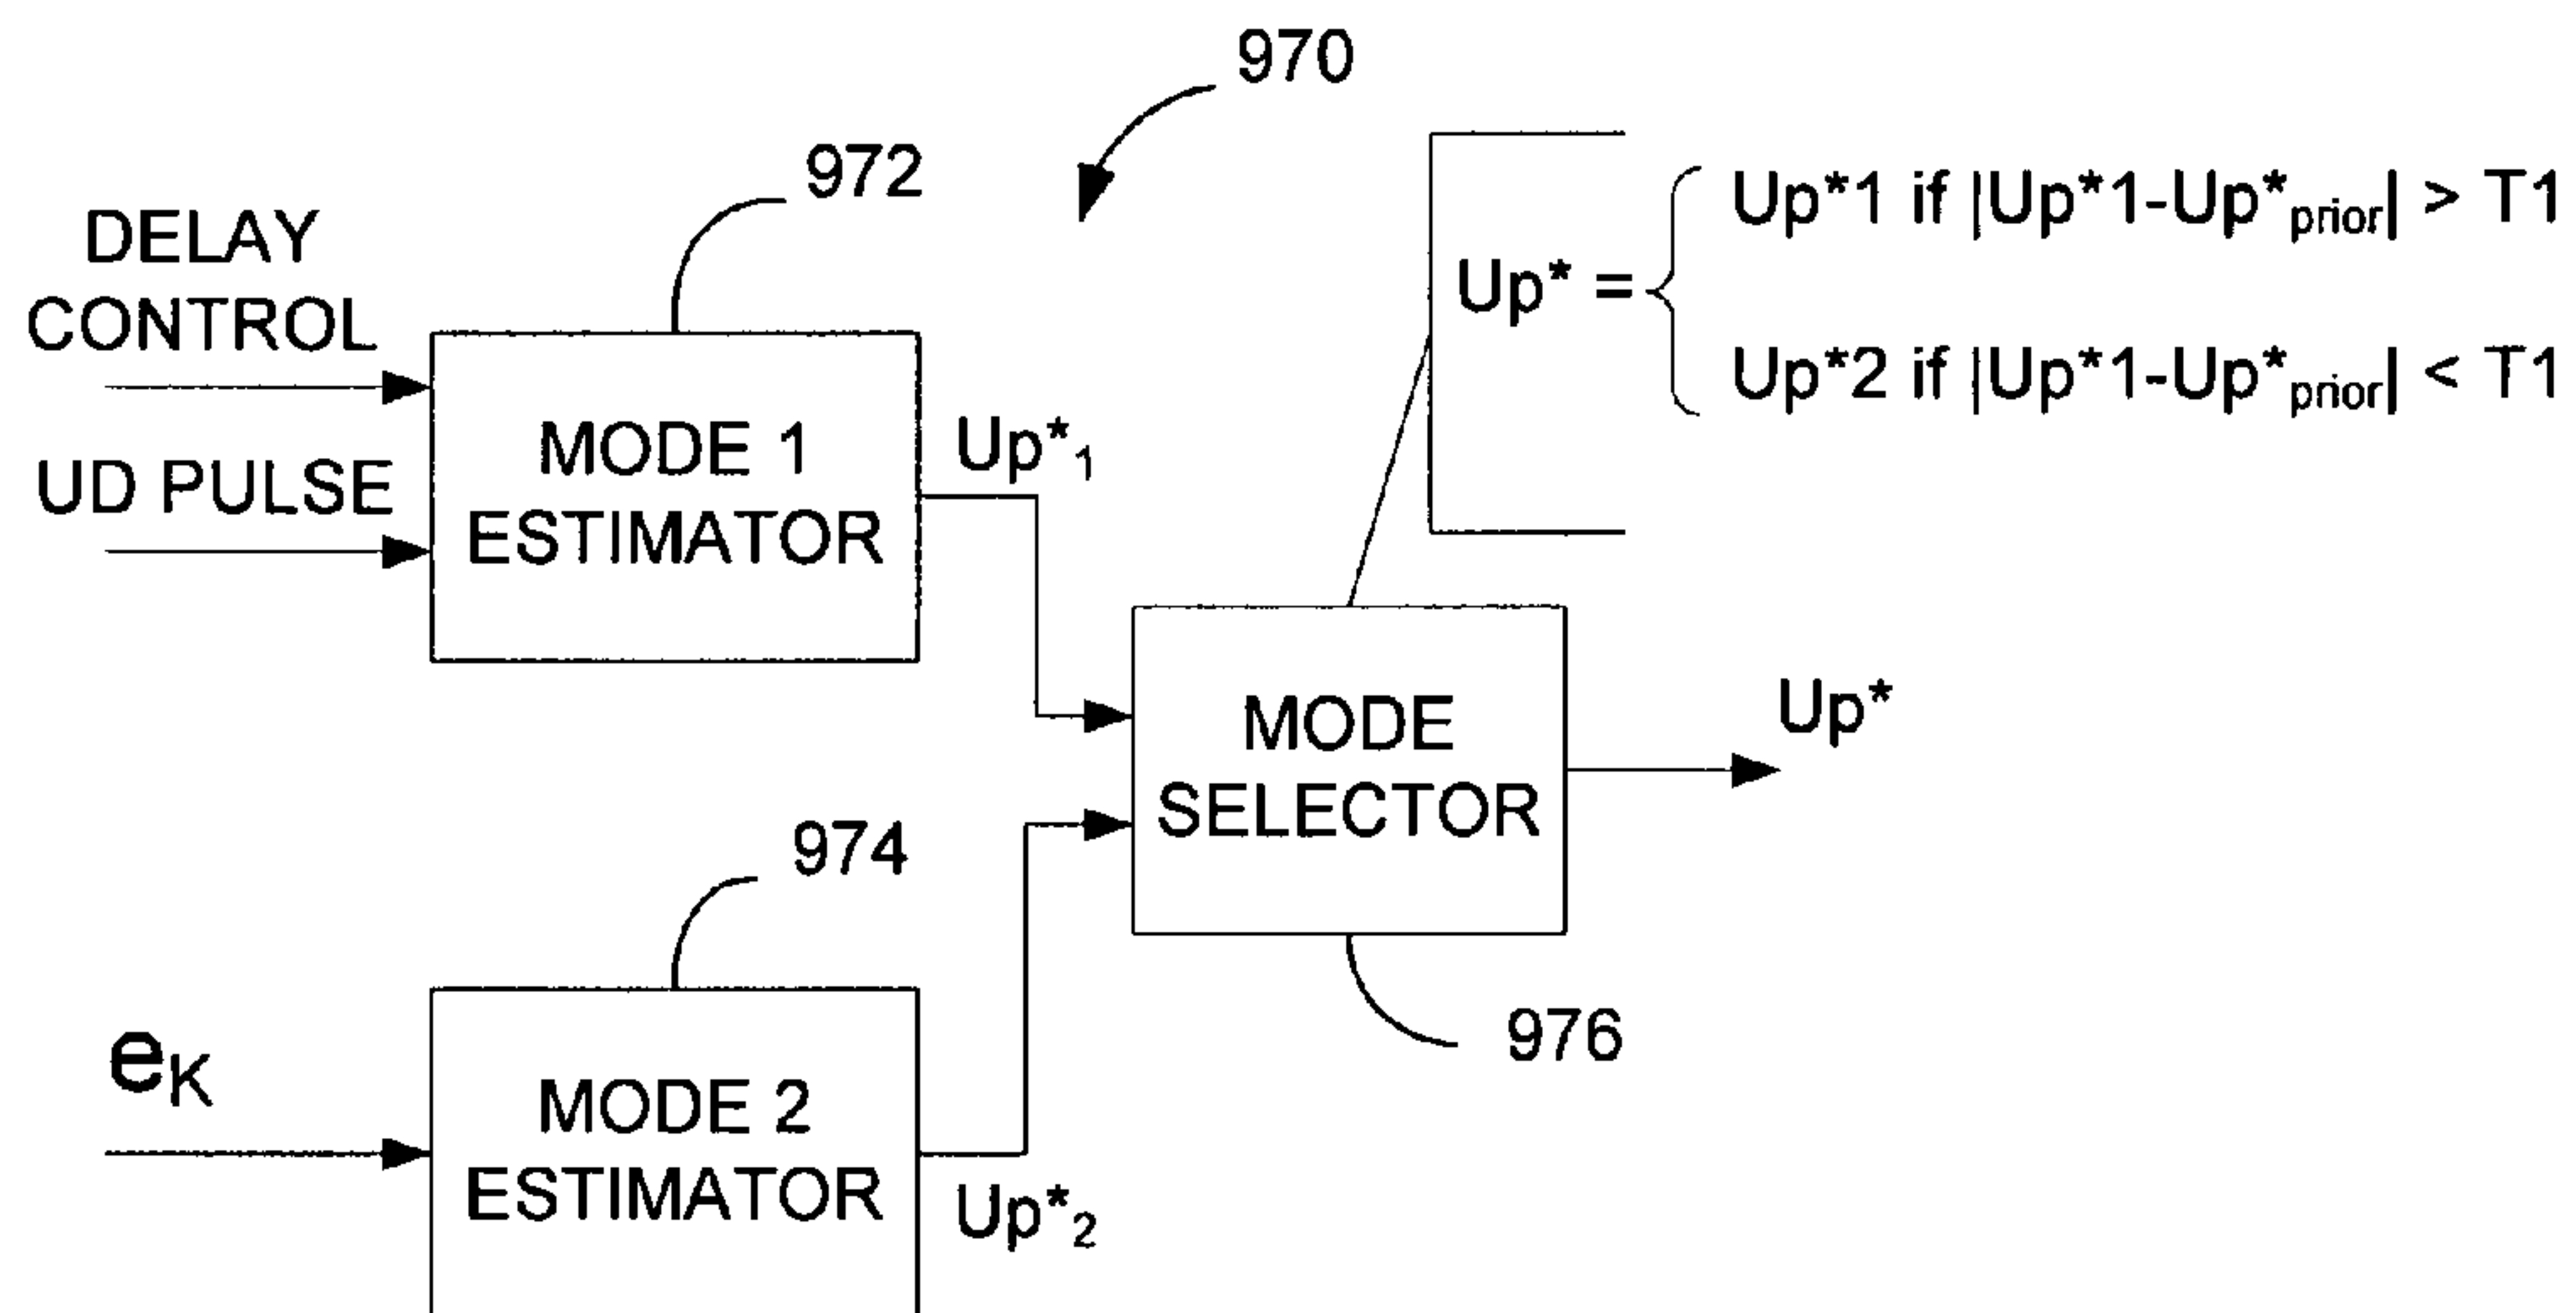 970
972
DELAY
CONTROL
UD PULSE
MODE 1
ESTIMATOR
Up*1
Up* =
Up*1 if |Up*1-Up*prior| > T1
Up*2 if |Up*1-Up*prior| < T1
MODE
SELECTOR
Up*
976
974
eK
MODE 2
ESTIMATOR
Up*2